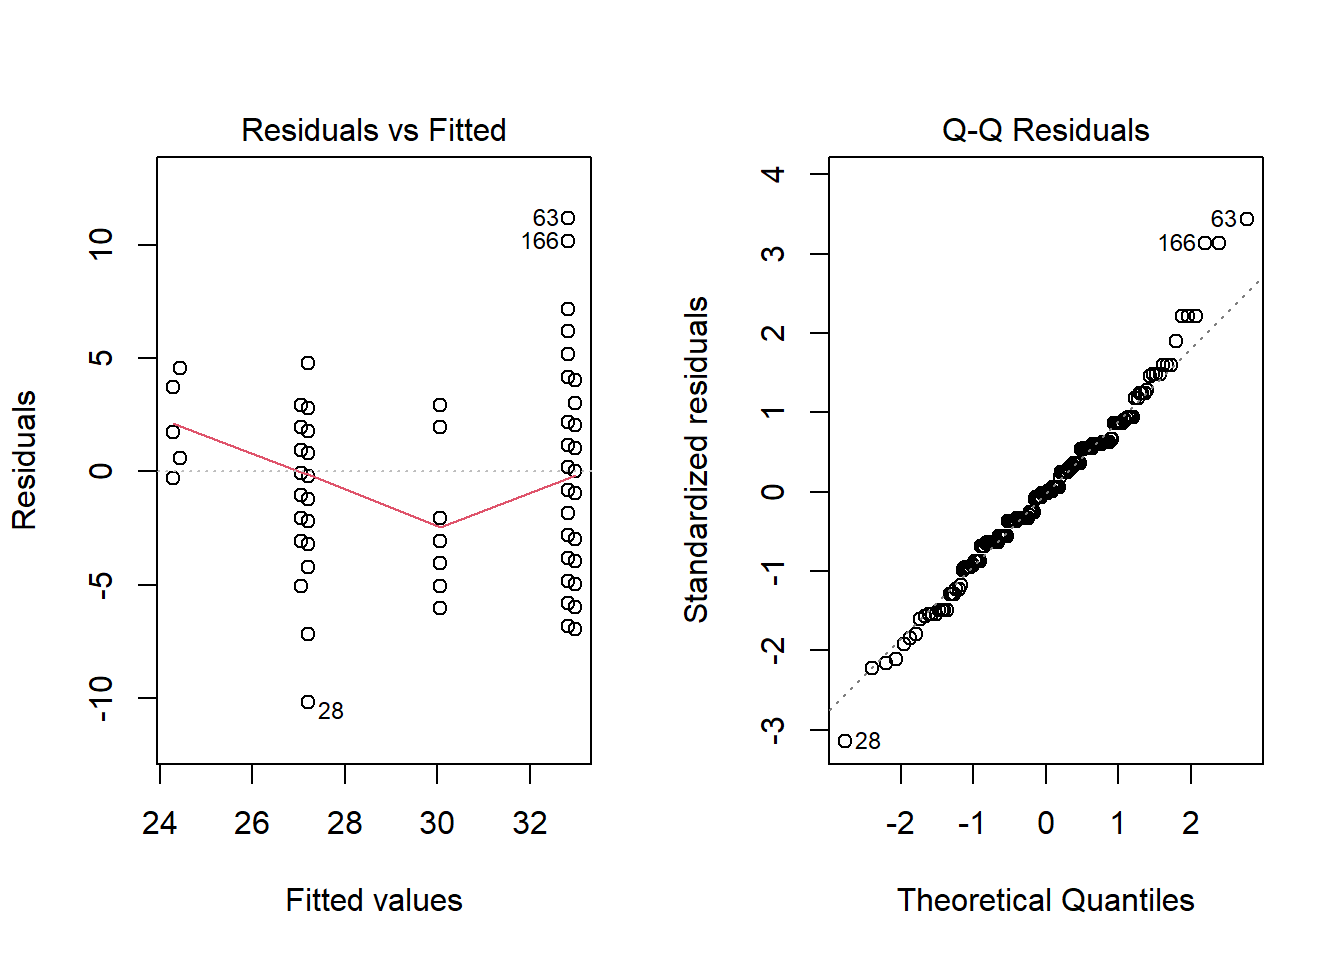 Residuals vs Fitted
Residuals
10
5
0
-5
-10
63
166
28
24 26 28 30 32
Fitted values
Q-Q Residuals
Standardized residuals
4
3
2
1
0
-1
-2
-3
63
166
28
-2 -1 0 1 2
Theoretical Quantiles